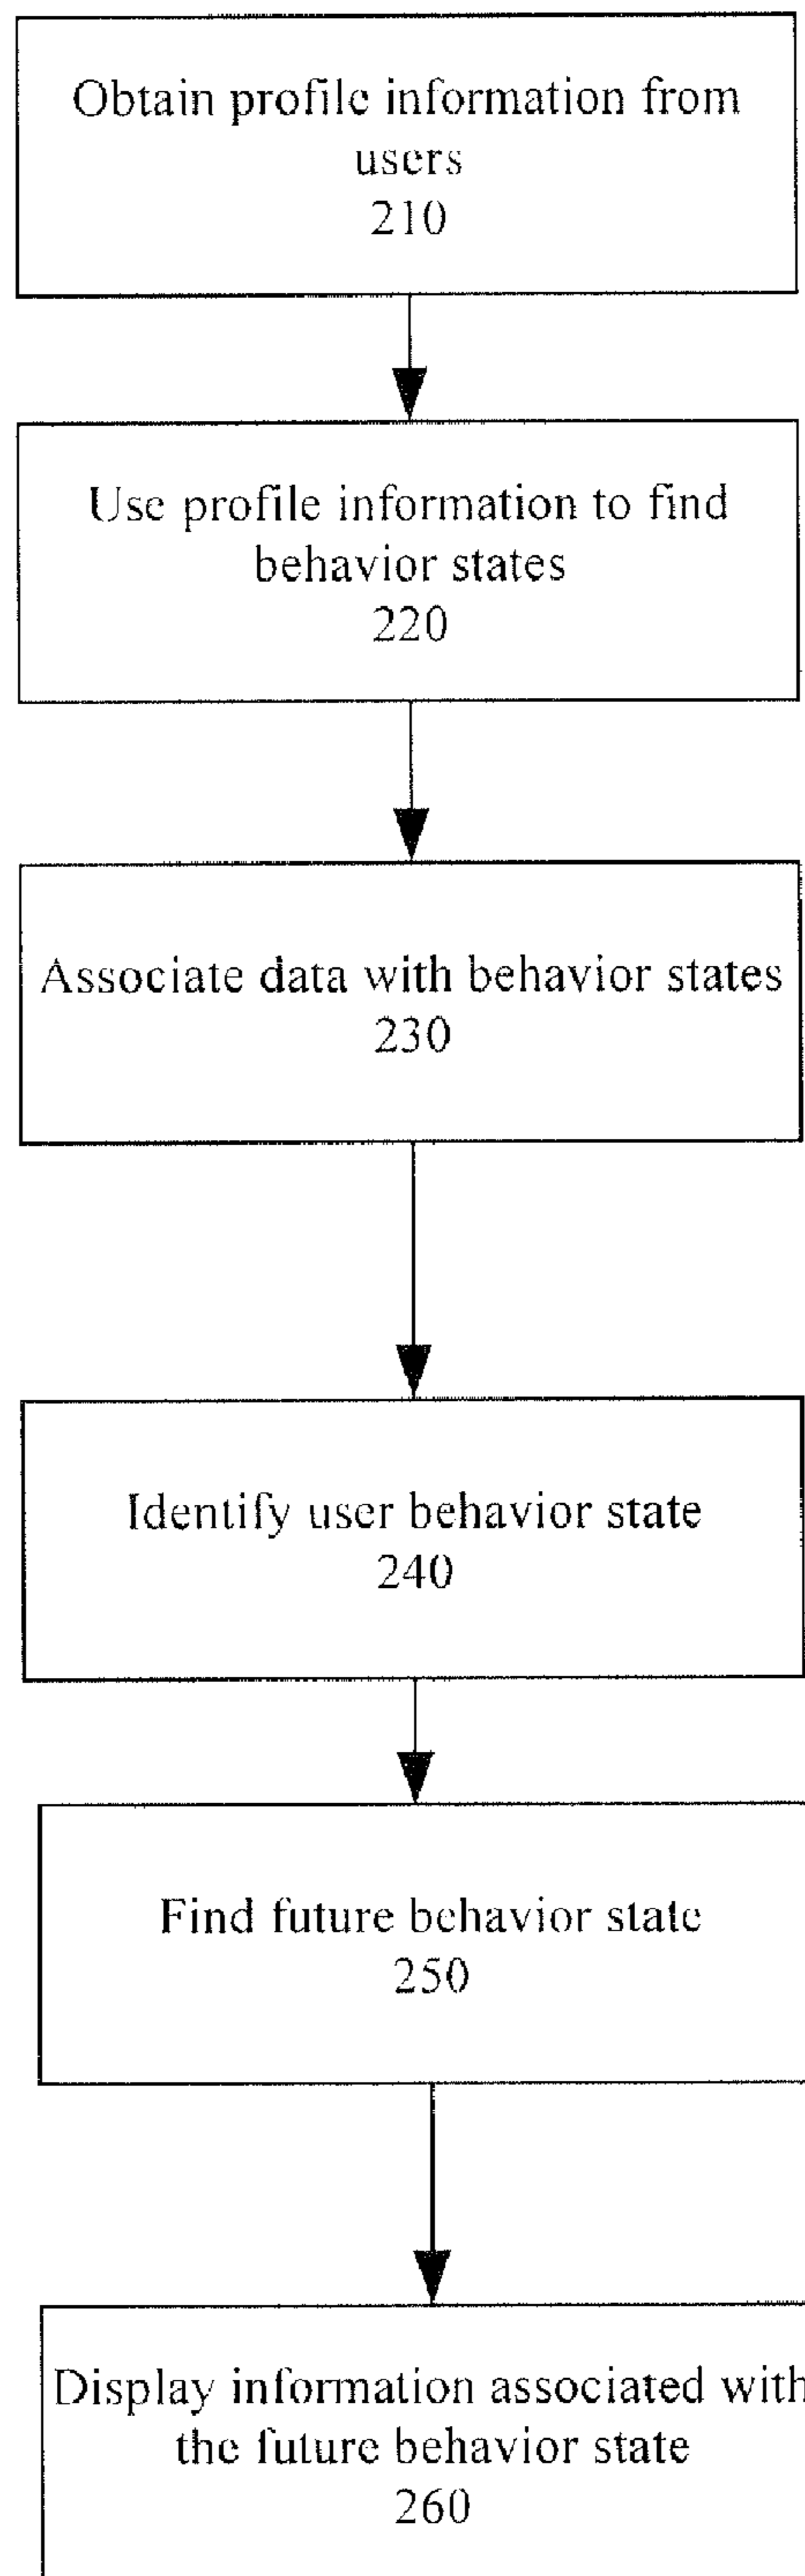 Obtain profile information from
users
210
Use profile information to find
behavior states
220
Associate data with behavior states
230
Identify user behavior state
240
Find future behavior state
250
Display information associated with
the future behavior state
260